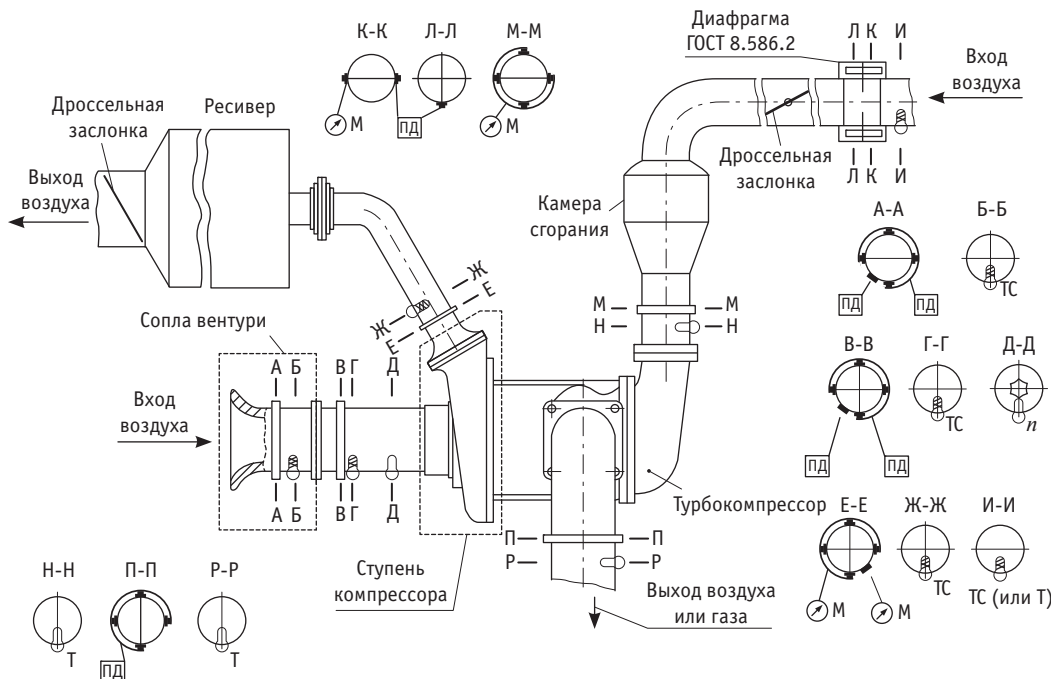 К-К
Л-Л
М-М
М
ПД
М
Диафрагма
ГОСТ 8.586.2
Л К И
Вход
воздуха
Дроссельная
заслонка
Ресивер
Выход
воздуха
Дроссельная
заслонка
Л К И
Камера
сгорания
А-А
Б-Б
ПД
ПД
ТС
Ж
Е
Ж
Е
М
М
Н
Н
Сопла вентури
А Б
В Г
Д
Вход
воздуха
А Б
В Г
Д
В-В
Г-Г
Д-Д
ТС
n
ПД
ПД
Турбокомпрессор
Е-Е
Ж-Ж
И-И
М
М
ТС
ТС (или Т)
П
П
Р
Р
Ступень
компрессора
Выход воздуха
или газа
Н-Н
П-П
Р-Р
Т
ПД
Т